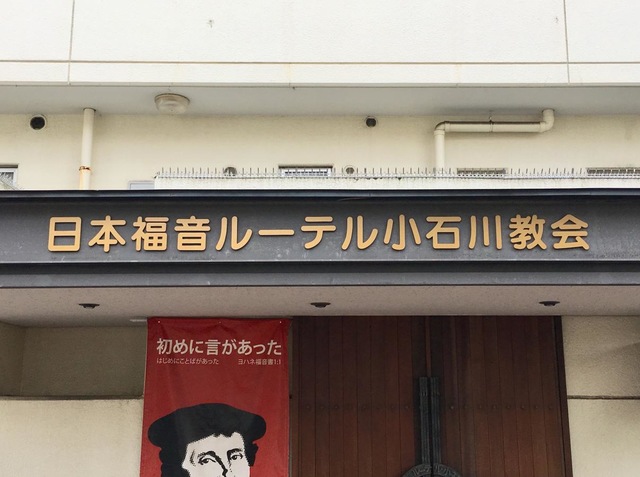 日本福音ルーテル小石川教会
初めに言があった
はじめにことばがあった ヨハネ福音書1:1